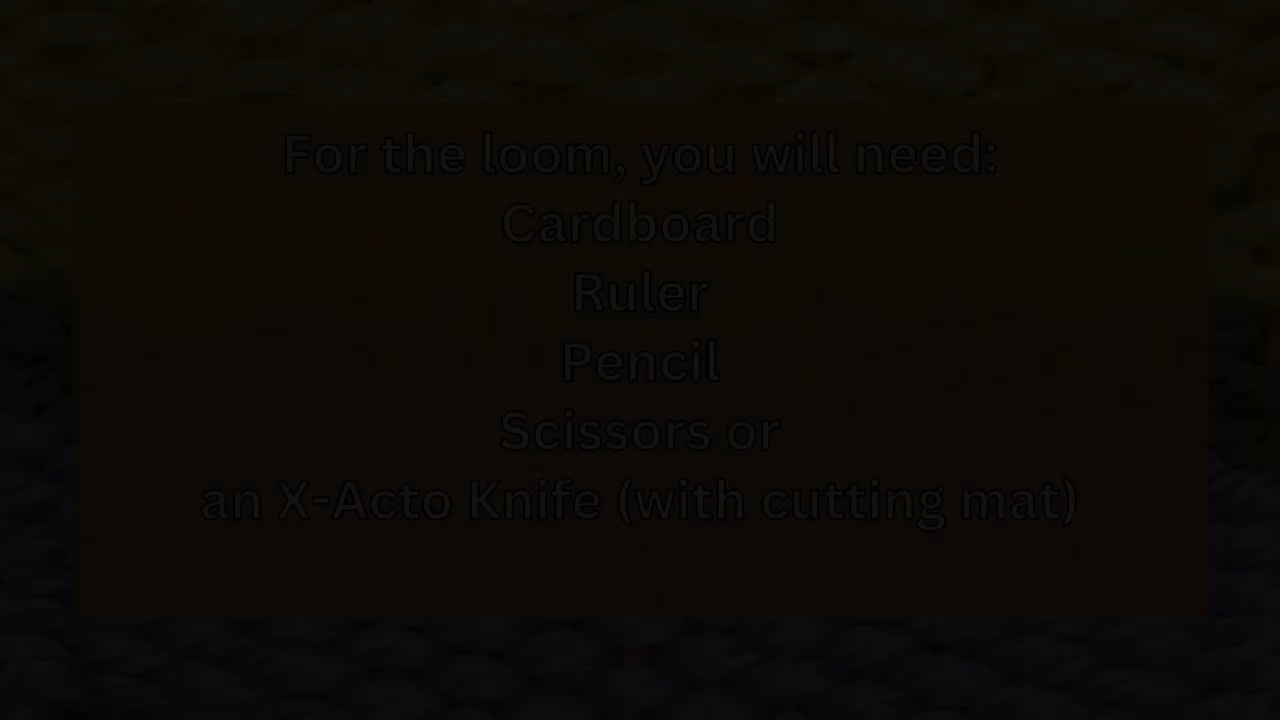 For the loom, you will need:
Cardboard
Ruler
Pencil
Scissors or
an X-Acto Knife (with cutting mat)